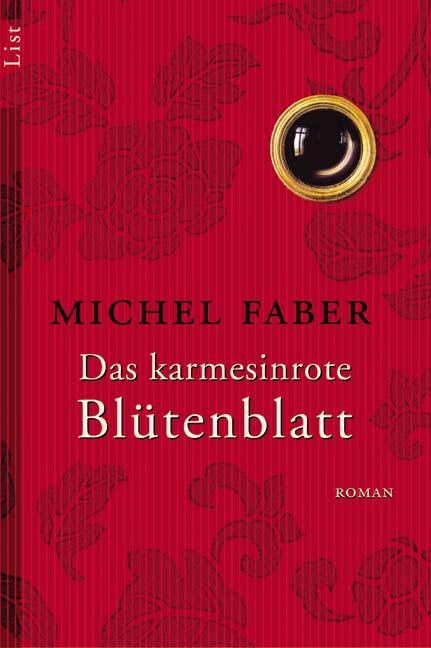 List
MICHEL FABER
Das karmesinrote
Blütenblatt
ROMAN